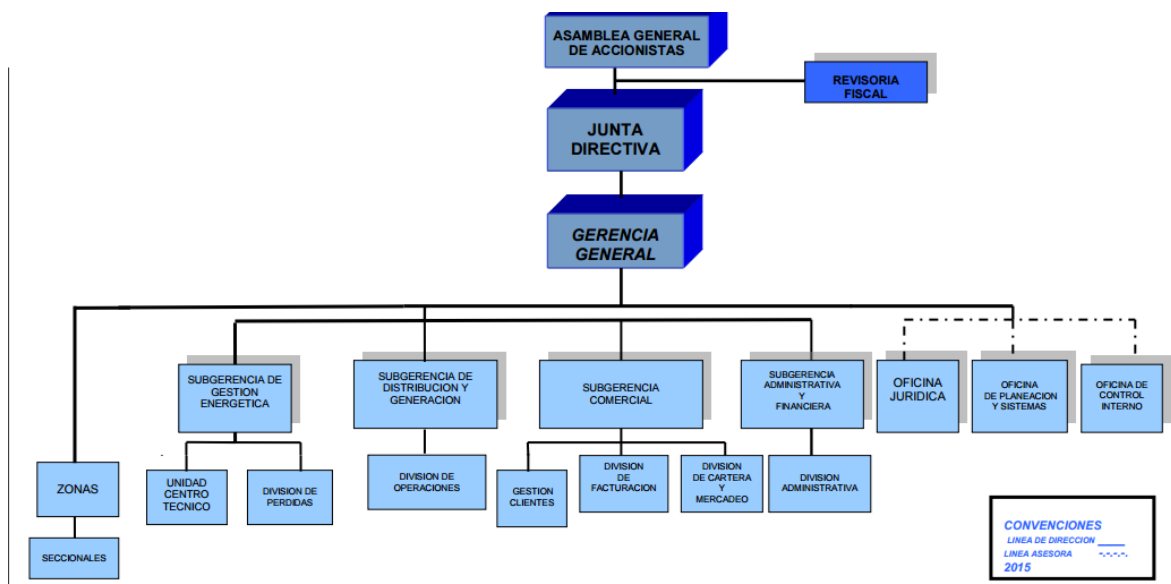 ASAMBLEA GENERAL
DE ACCIONISTAS
REVISORIA
FISCAL
JUNTA
DIRECTIVA
GERENCIA
GENERAL
SUBGERENCIA DE
GESTION
ENERGETICA
SUBGERENCIA DE
DISTRIBUCION Y
GENERACION
SUBGERENCIA
COMERCIAL
SUBGERENCIA
ADMINISTRATIVA
Y
FINANCIERA
OFICINA
JURIDICA
OFICINA
DE PLANEACION
Y SISTEMAS
OFICINA DE
CONTROL
INTERNO
ZONAS
UNIDAD
CENTRO
TECNICO
DIVISION DE
PERDIDAS
DIVISION DE
OPERACIONES
GESTION
CLIENTES
DIVISION
DE
FACTURACION
DIVISION
DE CARTERA
Y
MERCADEO
DIVISION
ADMINISTRATIVA
SECCIONALES
CONVENCIONES
LINEA DE DIRECCION ____
LINEA ASESORA -.-.-.-.
2015